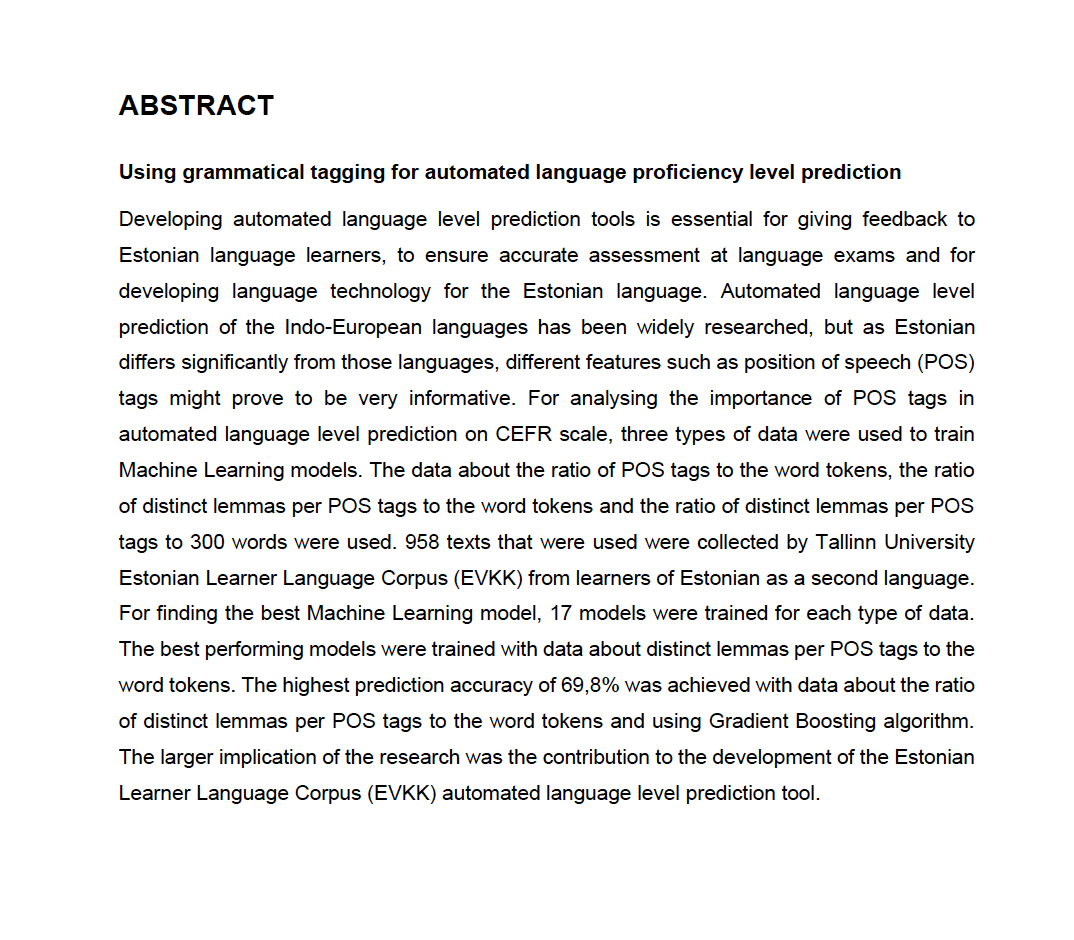 ABSTRACT
Using grammatical tagging for automated language proficiency level prediction
Developing automated language level prediction tools is essential for giving feedback to
Estonian language learners, to ensure accurate assessment at language exams and for
developing language technology for the Estonian language. Automated language level
prediction of the Indo-European languages has been widely researched, but as Estonian
differs significantly from those languages, different features such as position of speech (POS)
tags might prove to be very informative. For analysing the importance of POS tags in
automated language level prediction on CEFR scale, three types of data were used to train
Machine Learning models. The data about the ratio of POS tags to the word tokens, the ratio
of distinct lemmas per POS tags to the word tokens and the ratio of distinct lemmas per POS
tags to 300 words were used. 958 texts that were used were collected by Tallinn University
Estonian Learner Language Corpus (EVKK) from learners of Estonian as a second language.
For finding the best Machine Learning model, 17 models were trained for each type of data.
The best performing models were trained with data about distinct lemmas per POS tags to the
word tokens. The highest prediction accuracy of 69,8% was achieved with data about the ratio
of distinct lemmas per POS tags to the word tokens and using Gradient Boosting algorithm.
The larger implication of the research was the contribution to the development of the Estonian
Learner Language Corpus (EVKK) automated language level prediction tool.